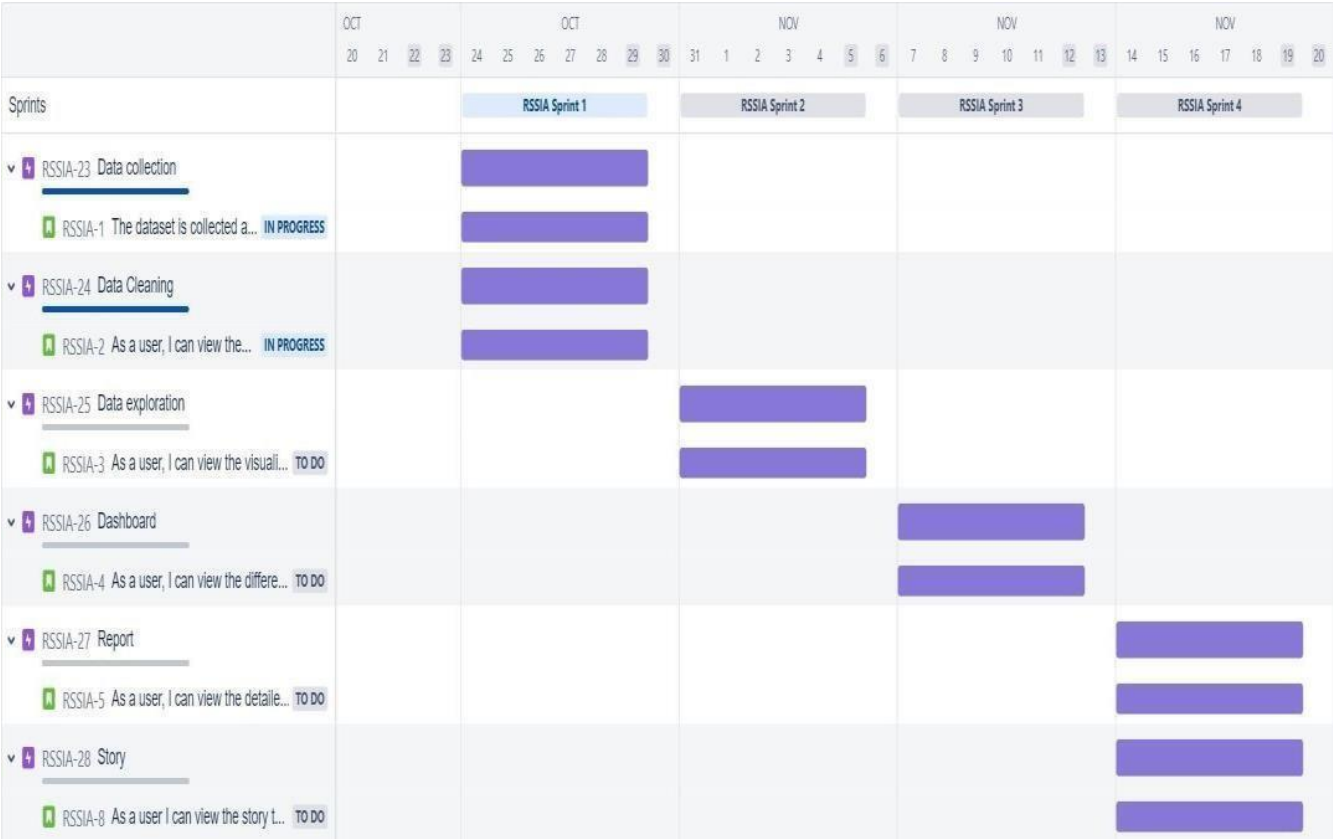 OCT OCT NOV NOV NOV
20 21 22 23 24 25 26 27 28 29 30 31 1 2 3 4 5 6 7 8 9 10 11 12 13 14 15 16 17 18 19 20
Sprints RSSIA Sprint 1 RSSIA Sprint 2 RSSIA Sprint 3 RSSIA Sprint 4
RSSIA-23 Data collection
RSSIA-1 The dataset is collected a... IN PROGRESS
RSSIA-24 Data Cleaning
RSSIA-2 As a user, I can view the... IN PROGRESS
RSSIA-25 Data exploration
RSSIA-3 As a user, I can view the visuali... TO DO
RSSIA-26 Dashboard
RSSIA-4 As a user, I can view the differe... TO DO
RSSIA-27 Report
RSSIA-5 As a user, I can view the detaile... TO DO
RSSIA-28 Story
RSSIA-8 As a user I can view the story t... TO DO